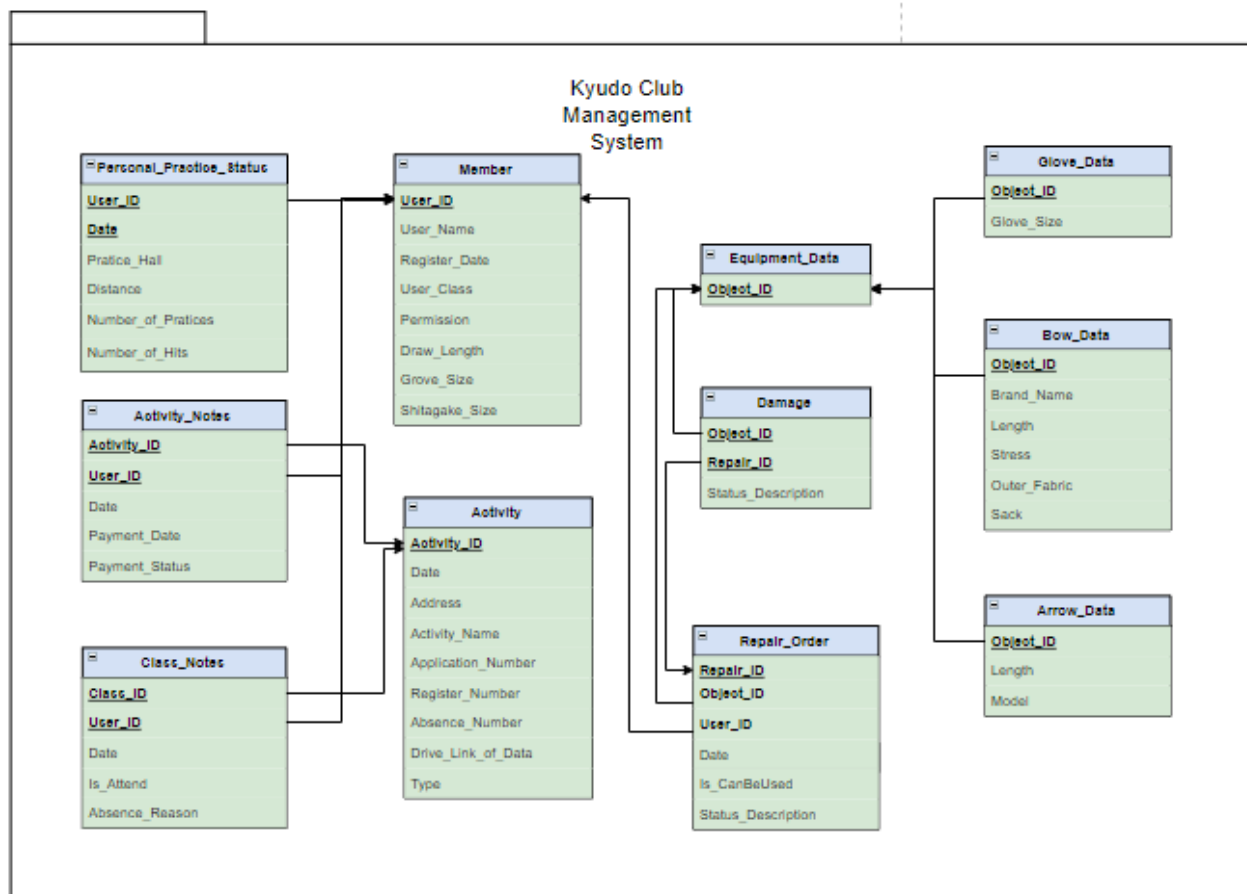 Kyudo Club
Management
System
Personal_Practice_Status
User_ID
Date
Pratice_Hall
Distance
Number_of_Pratices
Number_of_Hits
Member
User_ID
User_Name
Register_Date
User_Class
Permission
Draw_Length
Grove_Size
Shitagake_Size
Activity_Notes
Activity_ID
User_ID
Date
Payment_Date
Payment_Status
Class_Notes
Class_ID
User_ID
Date
Is_Attend
Absence_Reason
Activity
Activity_ID
Date
Address
Activity_Name
Application_Number
Register_Number
Absence_Number
Drive_Link_of_Data
Type
Equipment_Data
Object_ID
Damage
Object_ID
Repair_ID
Status_Description
Repair_Order
Repair_ID
Object_ID
User_ID
Date
Is_CanBeUsed
Status_Description
Glove_Data
Object_ID
Glove_Size
Bow_Data
Object_ID
Brand_Name
Length
Stress
Outer_Fabric
Sack
Arrow_Data
Object_ID
Length
Model